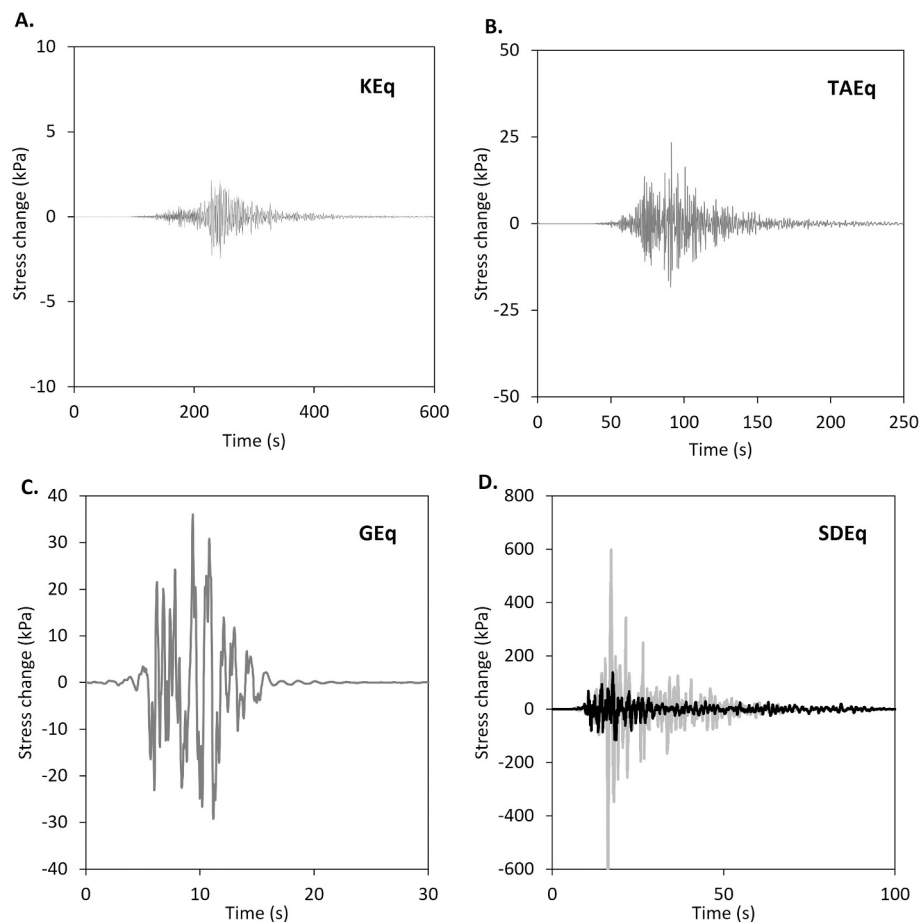 A.
KEq
Stress change (kPa)
10
5
0
-5
-10
0 200 400 600
Time (s)
B.
TAEq
Stress change (kPa)
50
25
0
-25
-50
0 50 100 150 200 250
Time (s)
C.
GEq
Stress change (kPa)
40
30
20
10
0
-10
-20
-30
-40
0 10 20 30
Time (s)
D.
SDEq
Stress change (kPa)
800
600
400
200
0
-200
-400
-600
0 50 100
Time (s)